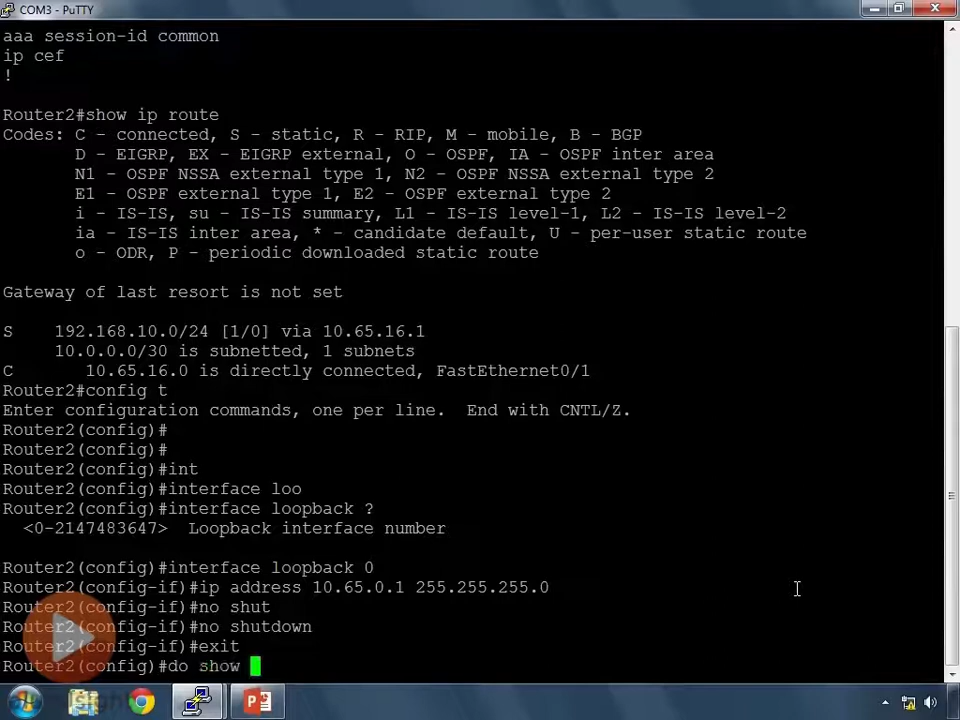 COM3 - PuTTY
aaa session-id common
ip cef
!
Router2#show ip route
Codes: C - connected, S - static, R - RIP, M - mobile, B - BGP
D - EIGRP, EX - EIGRP external, O - OSPF, IA - OSPF inter area
N1 - OSPF NSSA external type 1, N2 - OSPF NSSA external type 2
E1 - OSPF external type 1, E2 - OSPF external type 2
i - IS-IS, su - IS-IS summary, L1 - IS-IS level-1, L2 - IS-IS level-2
ia - IS-IS inter area, * - candidate default, U - per-user static route
o - ODR, P - periodic downloaded static route
Gateway of last resort is not set
S    192.168.10.0/24 [1/0] via 10.65.16.1
10.0.0.0/30 is subnetted, 1 subnets
C       10.65.16.0 is directly connected, FastEthernet0/1
Router2#config t
Enter configuration commands, one per line.  End with CNTL/Z.
Router2(config)#
Router2(config)#
Router2(config)#int
Router2(config)#interface loo
Router2(config)#interface loopback ?
<0-2147483647>  Loopback interface number
Router2(config)#interface loopback 0
Router2(config-if)#ip address 10.65.0.1 255.255.255.0
Router2(config-if)#no shut
Router2(config-if)#no shutdown
Router2(config-if)#exit
Router2(config)#do show